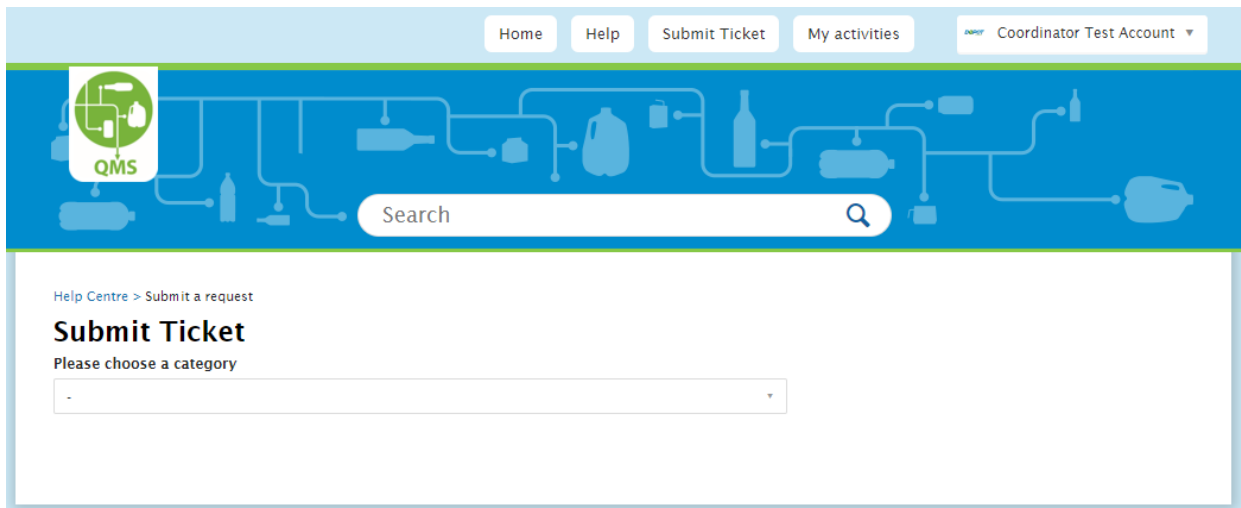 Home Help Submit Ticket My activities Coordinator Test Account
QMS
Search
Help Centre > Submit a request
Submit Ticket
Please choose a category
-